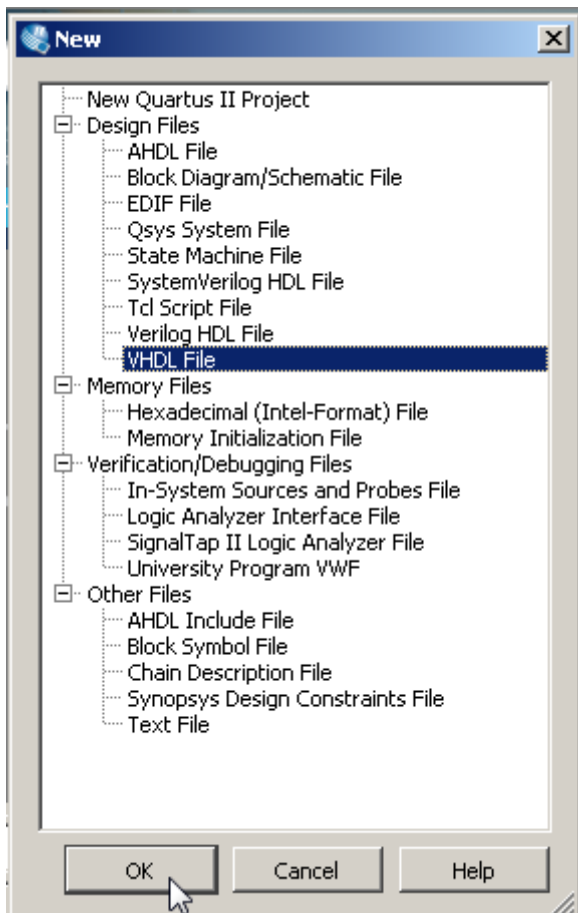 New
New Quartus II Project
Design Files
AHDL File
Block Diagram/Schematic File
EDIF File
Qsys System File
State Machine File
SystemVerilog HDL File
Tcl Script File
Verilog HDL File
VHDL File
Memory Files
Hexadecimal (Intel-Format) File
Memory Initialization File
Verification/Debugging Files
In-System Sources and Probes File
Logic Analyzer Interface File
SignalTap II Logic Analyzer File
University Program VWF
Other Files
AHDL Include File
Block Symbol File
Chain Description File
Synopsys Design Constraints File
Text File
OK Cancel Help